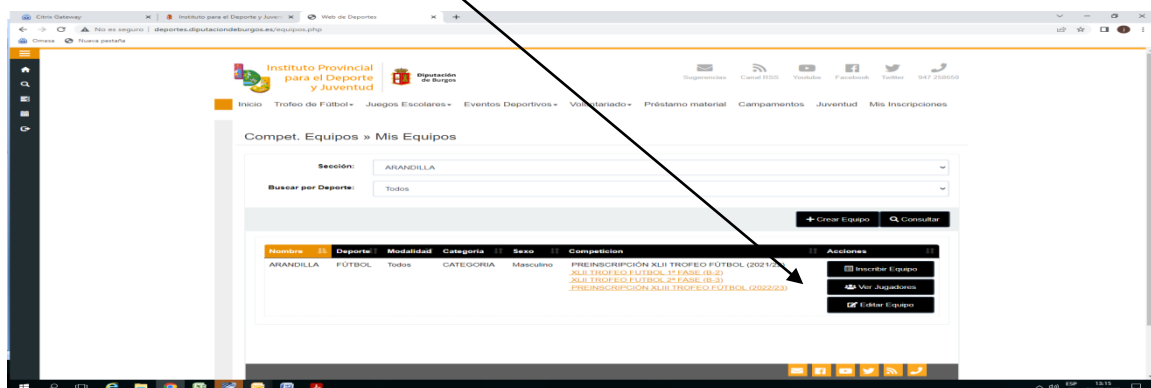 Citrix Gateway
Instituto para el Deporte y Juven
Web de Deportes
No es seguro | deportes.diputaciondeburgos.es/equipos.php
Omesa
Nueva pestaña
Instituto Provincial
para el Deporte
y Juventud
Diputación
de Burgos
Sugerencias Canal RSS Youtube Facebook Twitter 947 258608
Inicio Trofeo de Fútbol Juegos Escolares Eventos Deportivos Voluntariado Préstamo material Campamentos Juventud Mis Inscripciones
Compet. Equipos » Mis Equipos
Sección: ARANDILLA
Buscar por Deporte: Todos
Crear Equipo Consultar
Nombre Deporte Modalidad Categoria Sexo Competicion Acciones
ARANDILLA FÚTBOL Todos CATEGORIA Masculino PREINSCRIPCIÓN XLII TROFEO FÚTBOL (2021/22)
XLII TROFEO FUTBOL 1ª FASE (B-2)
XLII TROFEO FUTBOL 2ª FASE (B-3)
PREINSCRIPCIÓN XLIII TROFEO FÚTBOL (2022/23)
Inscribir Equipo
Ver Jugadores
Editar Equipo
ESP 13:15